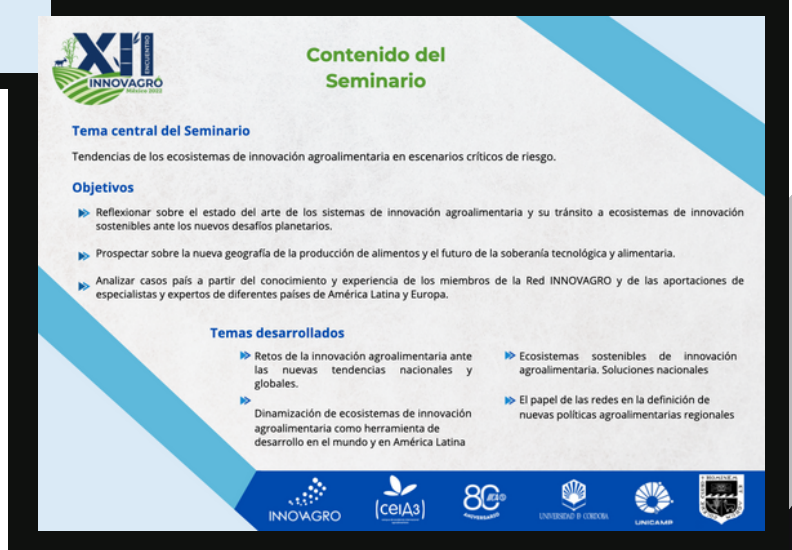 XII
ENCUENTRO
INNOVAGRO
México 2022
Contenido del
Seminario
Tema central del Seminario
Tendencias de los ecosistemas de innovación agroalimentaria en escenarios críticos de riesgo.
Objetivos
Reflexionar sobre el estado del arte de los sistemas de innovación agroalimentaria y su tránsito a ecosistemas de innovación
sostenibles ante los nuevos desafíos planetarios.
Prospectar sobre la nueva geografía de la producción de alimentos y el futuro de la soberanía tecnológica y alimentaria.
Analizar casos país a partir del conocimiento y experiencia de los miembros de la Red INNOVAGRO y de las aportaciones de
especialistas y expertos de diferentes países de América Latina y Europa.
Temas desarrollados
Retos de la innovación agroalimentaria ante
las nuevas tendencias nacionales y
globales.
Dinamización de ecosistemas de innovación
agroalimentaria como herramienta de
desarrollo en el mundo y en América Latina
Ecosistemas sostenibles de innovación
agroalimentaria. Soluciones nacionales
El papel de las redes en la definición de
nuevas políticas agroalimentarias regionales
INNOVAGRO
(ceiA3)
80
ANIVERSARIO
UNIVERSIDAD D CORDOBA
UNICAMP